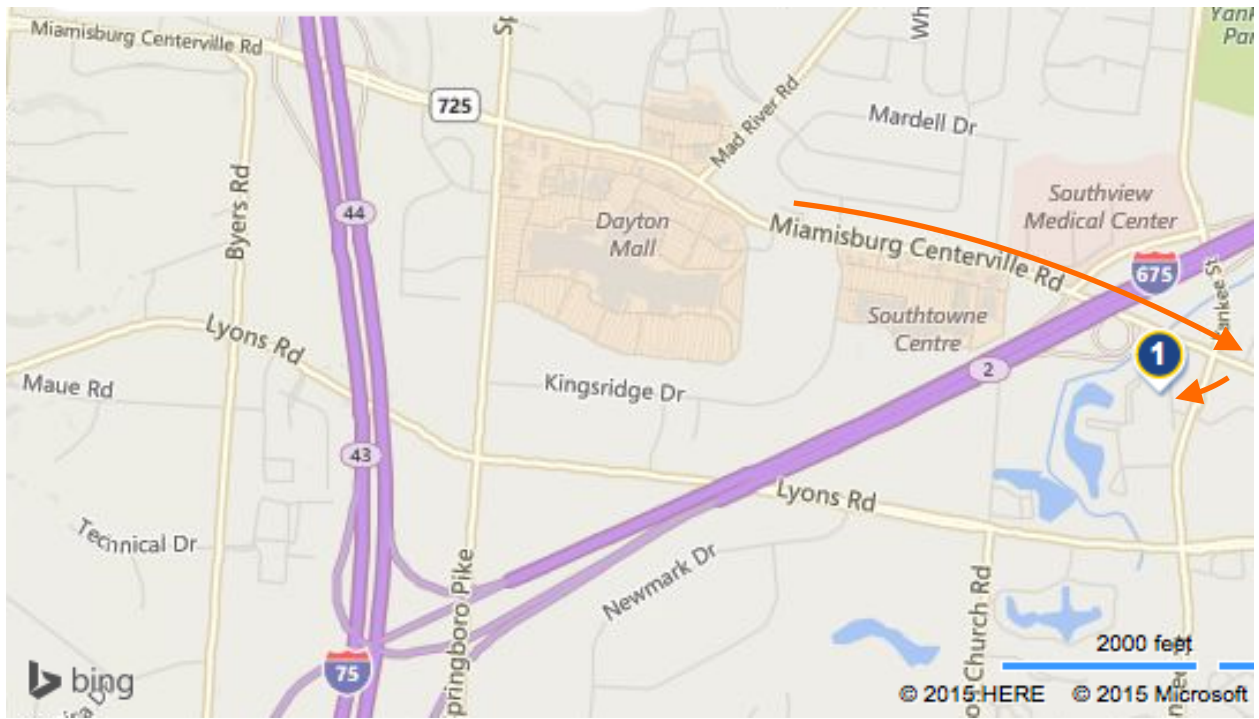 Miamisburg Centerville Rd
725
Byers Rd
Mad River Rd
Mardell Dr
Southview
Medical Center
Dayton
Mall
Miamisburg Centerville Rd
44
675
Yankee St
Southtowne
Centre
1
2
Lyons Rd
Maue Rd
Kingsridge Dr
43
Lyons Rd
Technical Dr
Newmark Dr
Springboro Pike
Church Rd
75
bing
2000 feet
© 2015 HERE © 2015 Microsoft